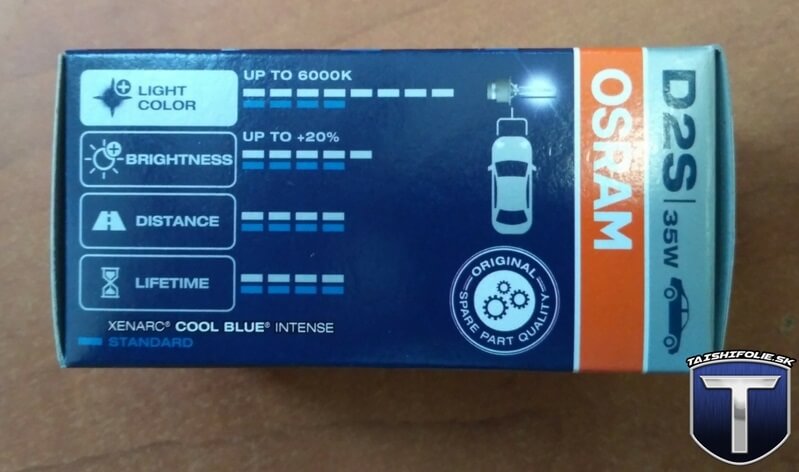 LIGHT
COLOR
UP TO 6000K
BRIGHTNESS
UP TO +20%
DISTANCE
LIFETIME
XENARC® COOL BLUE® INTENSE
STANDARD
ORIGINAL
SPARE PART QUALITY
OSRAM
D2S | 35W
TAISHIFOLIE.SK
T